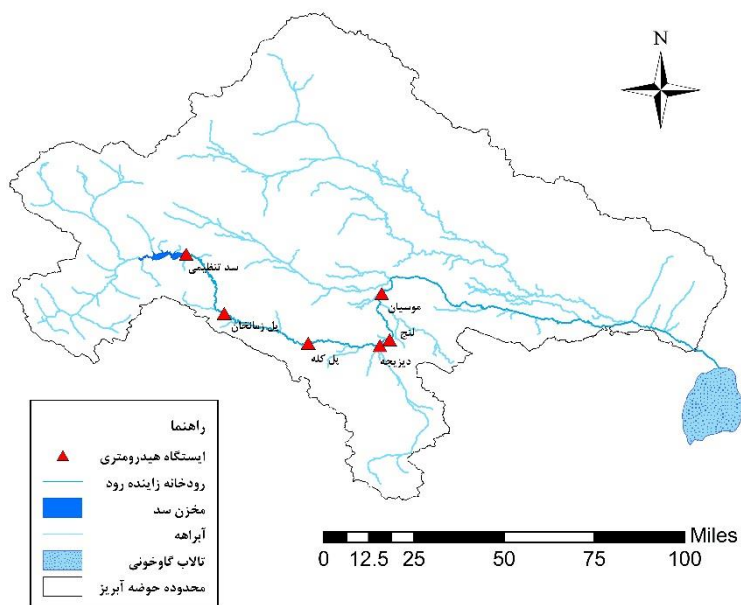 N
سد تنظیمی
موسیان
پل زمانخان
لنج
پل کله
دیزیچه
راهنما
ایستگاه هیدرومتری
رودخانه زاینده رود
مخزن سد
آبراهه
تالاب گاوخونی
محدوده حوضه آبریز
Miles
0 12.5 25 50 75 100